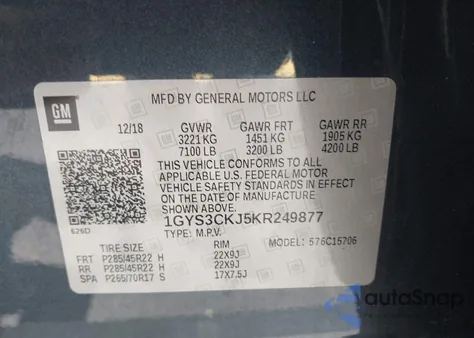 GM
MFD BY GENERAL MOTORS LLC
12/18 GVWR GAWR FRT GAWR RR
3221 KG 1451 KG 1905 KG
7100 LB 3200 LB 4200 LB
THIS VEHICLE CONFORMS TO ALL
APPLICABLE U.S. FEDERAL MOTOR
VEHICLE SAFETY STANDARDS IN EFFECT
ON THE DATE OF MANUFACTURE
SHOWN ABOVE.
1GYS3CKJ5KR249877
626D TYPE: M.P.V. MODEL: 576C15706
TIRE SIZE RIM
FRT P285/45R22 H 22X9J
RR P285/45R22 H 22X9J
SPA P265/70R17 S 17X7.5J
AutoSnap